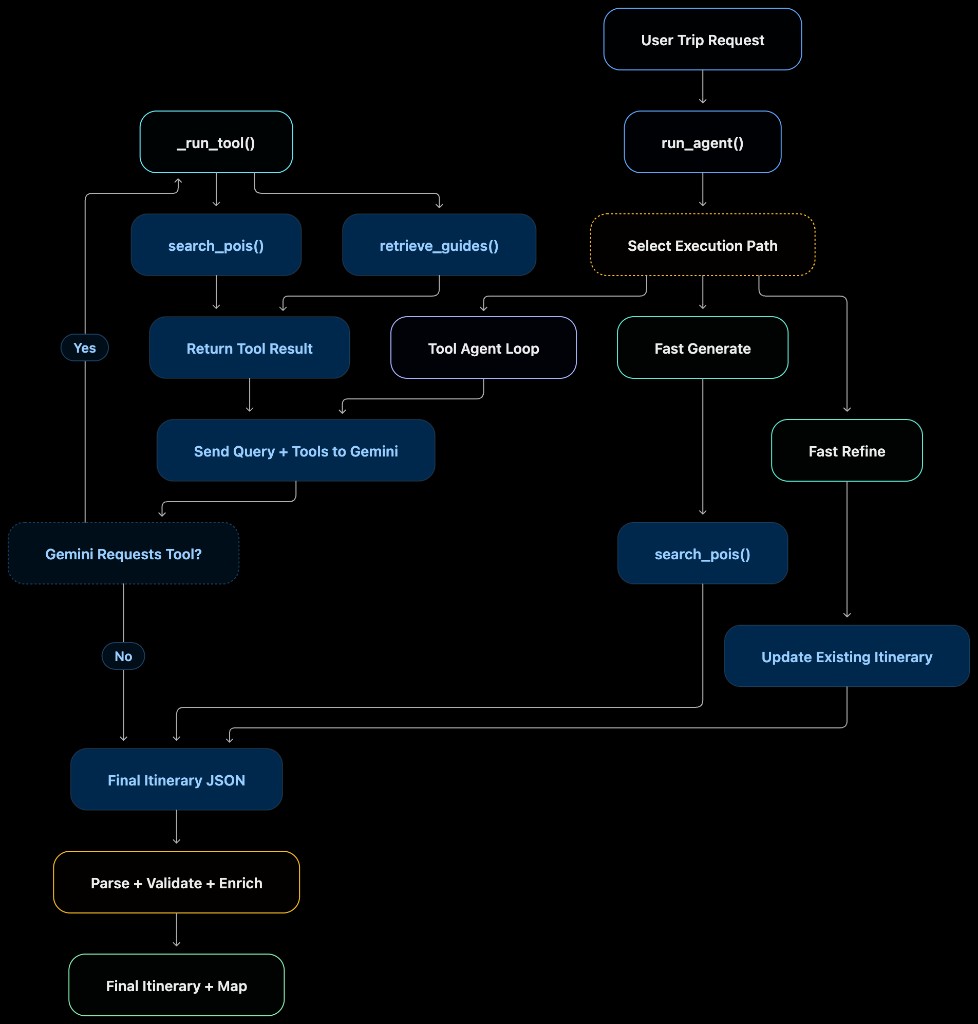 User Trip Request
_run_tool()
run_agent()
search_pois()
retrieve_guides()
Select Execution Path
Yes
Return Tool Result
Tool Agent Loop
Fast Generate
Send Query + Tools to Gemini
Fast Refine
Gemini Requests Tool?
search_pois()
No
Update Existing Itinerary
Final Itinerary JSON
Parse + Validate + Enrich
Final Itinerary + Map